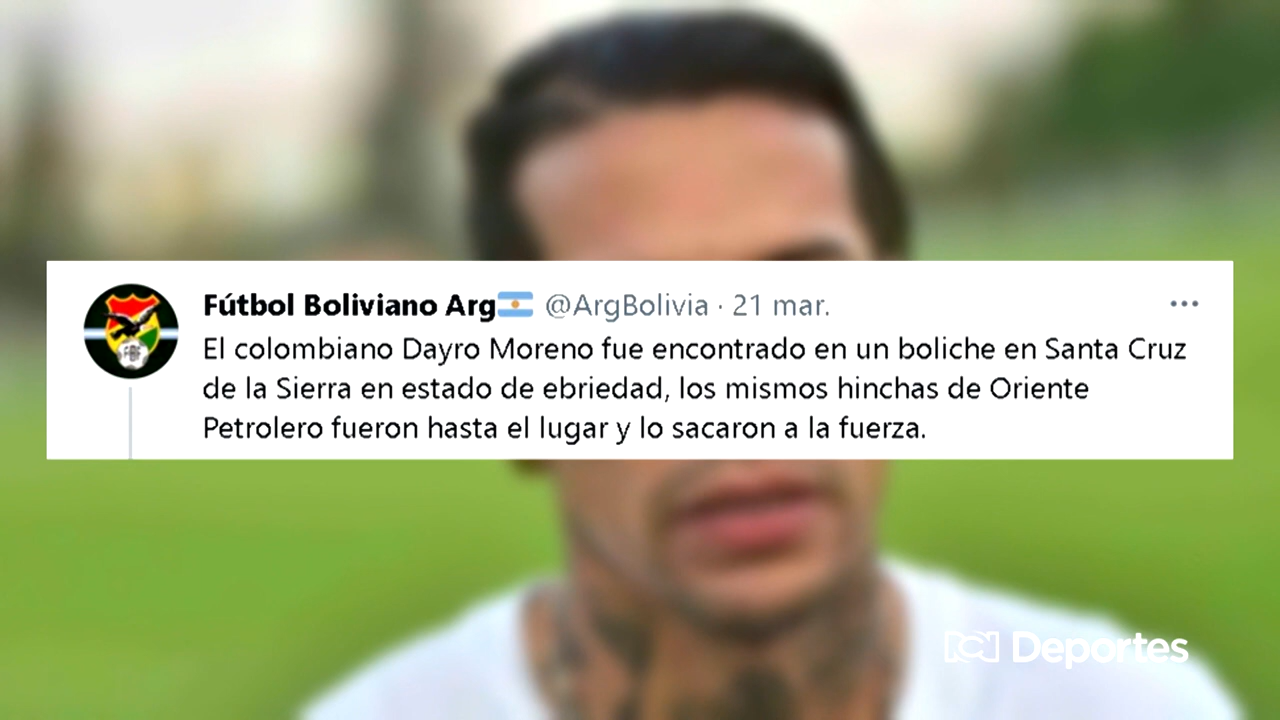 Fútbol Boliviano Arg🇦🇷 @ArgBolivia · 21 mar.
El colombiano Dayro Moreno fue encontrado en un boliche en Santa Cruz
de la Sierra en estado de ebriedad, los mismos hinchas de Oriente
Petrolero fueron hasta el lugar y lo sacaron a la fuerza.
RCN Deportes